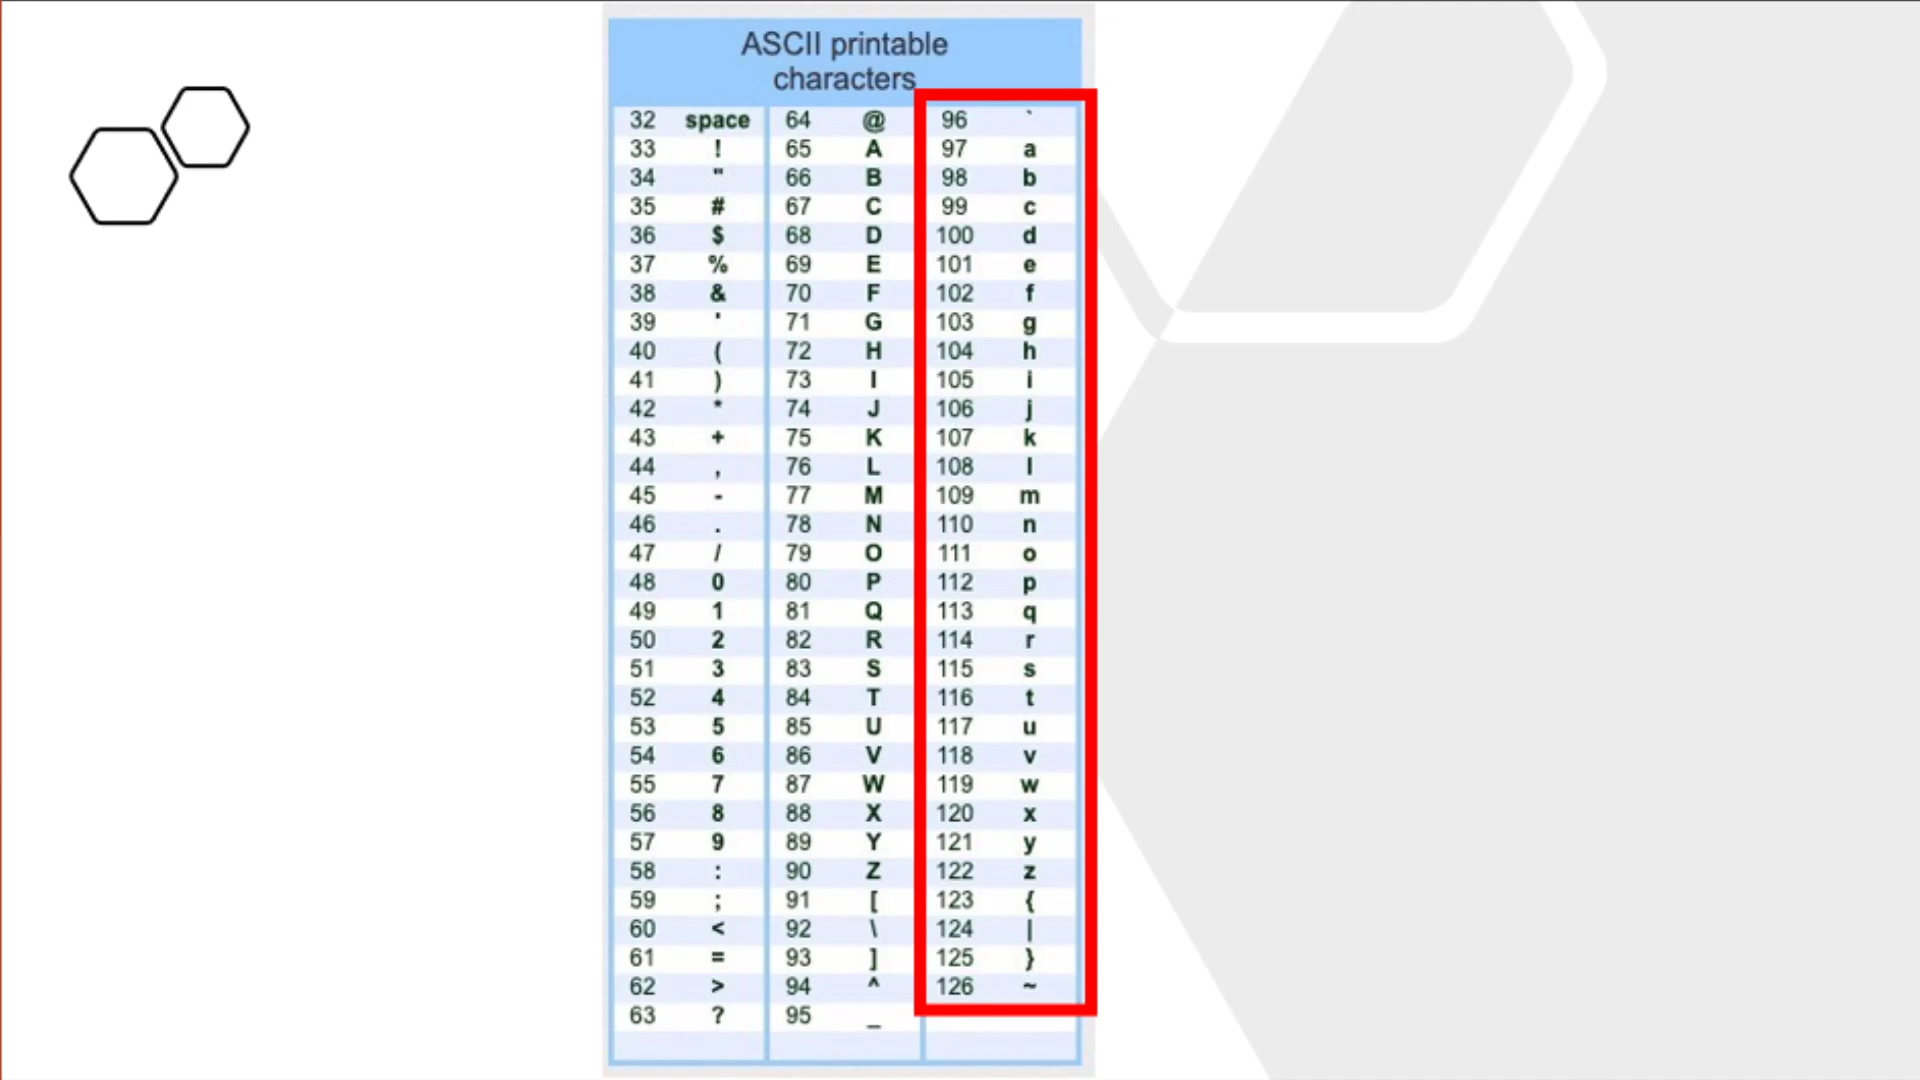 ASCII printable
characters
32 space 64 @ 96 `
33 ! 65 A 97 a
34 " 66 B 98 b
35 # 67 C 99 c
36 $ 68 D 100 d
37 % 69 E 101 e
38 & 70 F 102 f
39 ' 71 G 103 g
40 ( 72 H 104 h
41 ) 73 I 105 i
42 * 74 J 106 j
43 + 75 K 107 k
44 , 76 L 108 l
45 - 77 M 109 m
46 . 78 N 110 n
47 / 79 O 111 o
48 0 80 P 112 p
49 1 81 Q 113 q
50 2 82 R 114 r
51 3 83 S 115 s
52 4 84 T 116 t
53 5 85 U 117 u
54 6 86 V 118 v
55 7 87 W 119 w
56 8 88 X 120 x
57 9 89 Y 121 y
58 : 90 Z 122 z
59 ; 91 [ 123 {
60 < 92 \ 124 |
61 = 93 ] 125 }
62 > 94 ^ 126 ~
63 ? 95 _